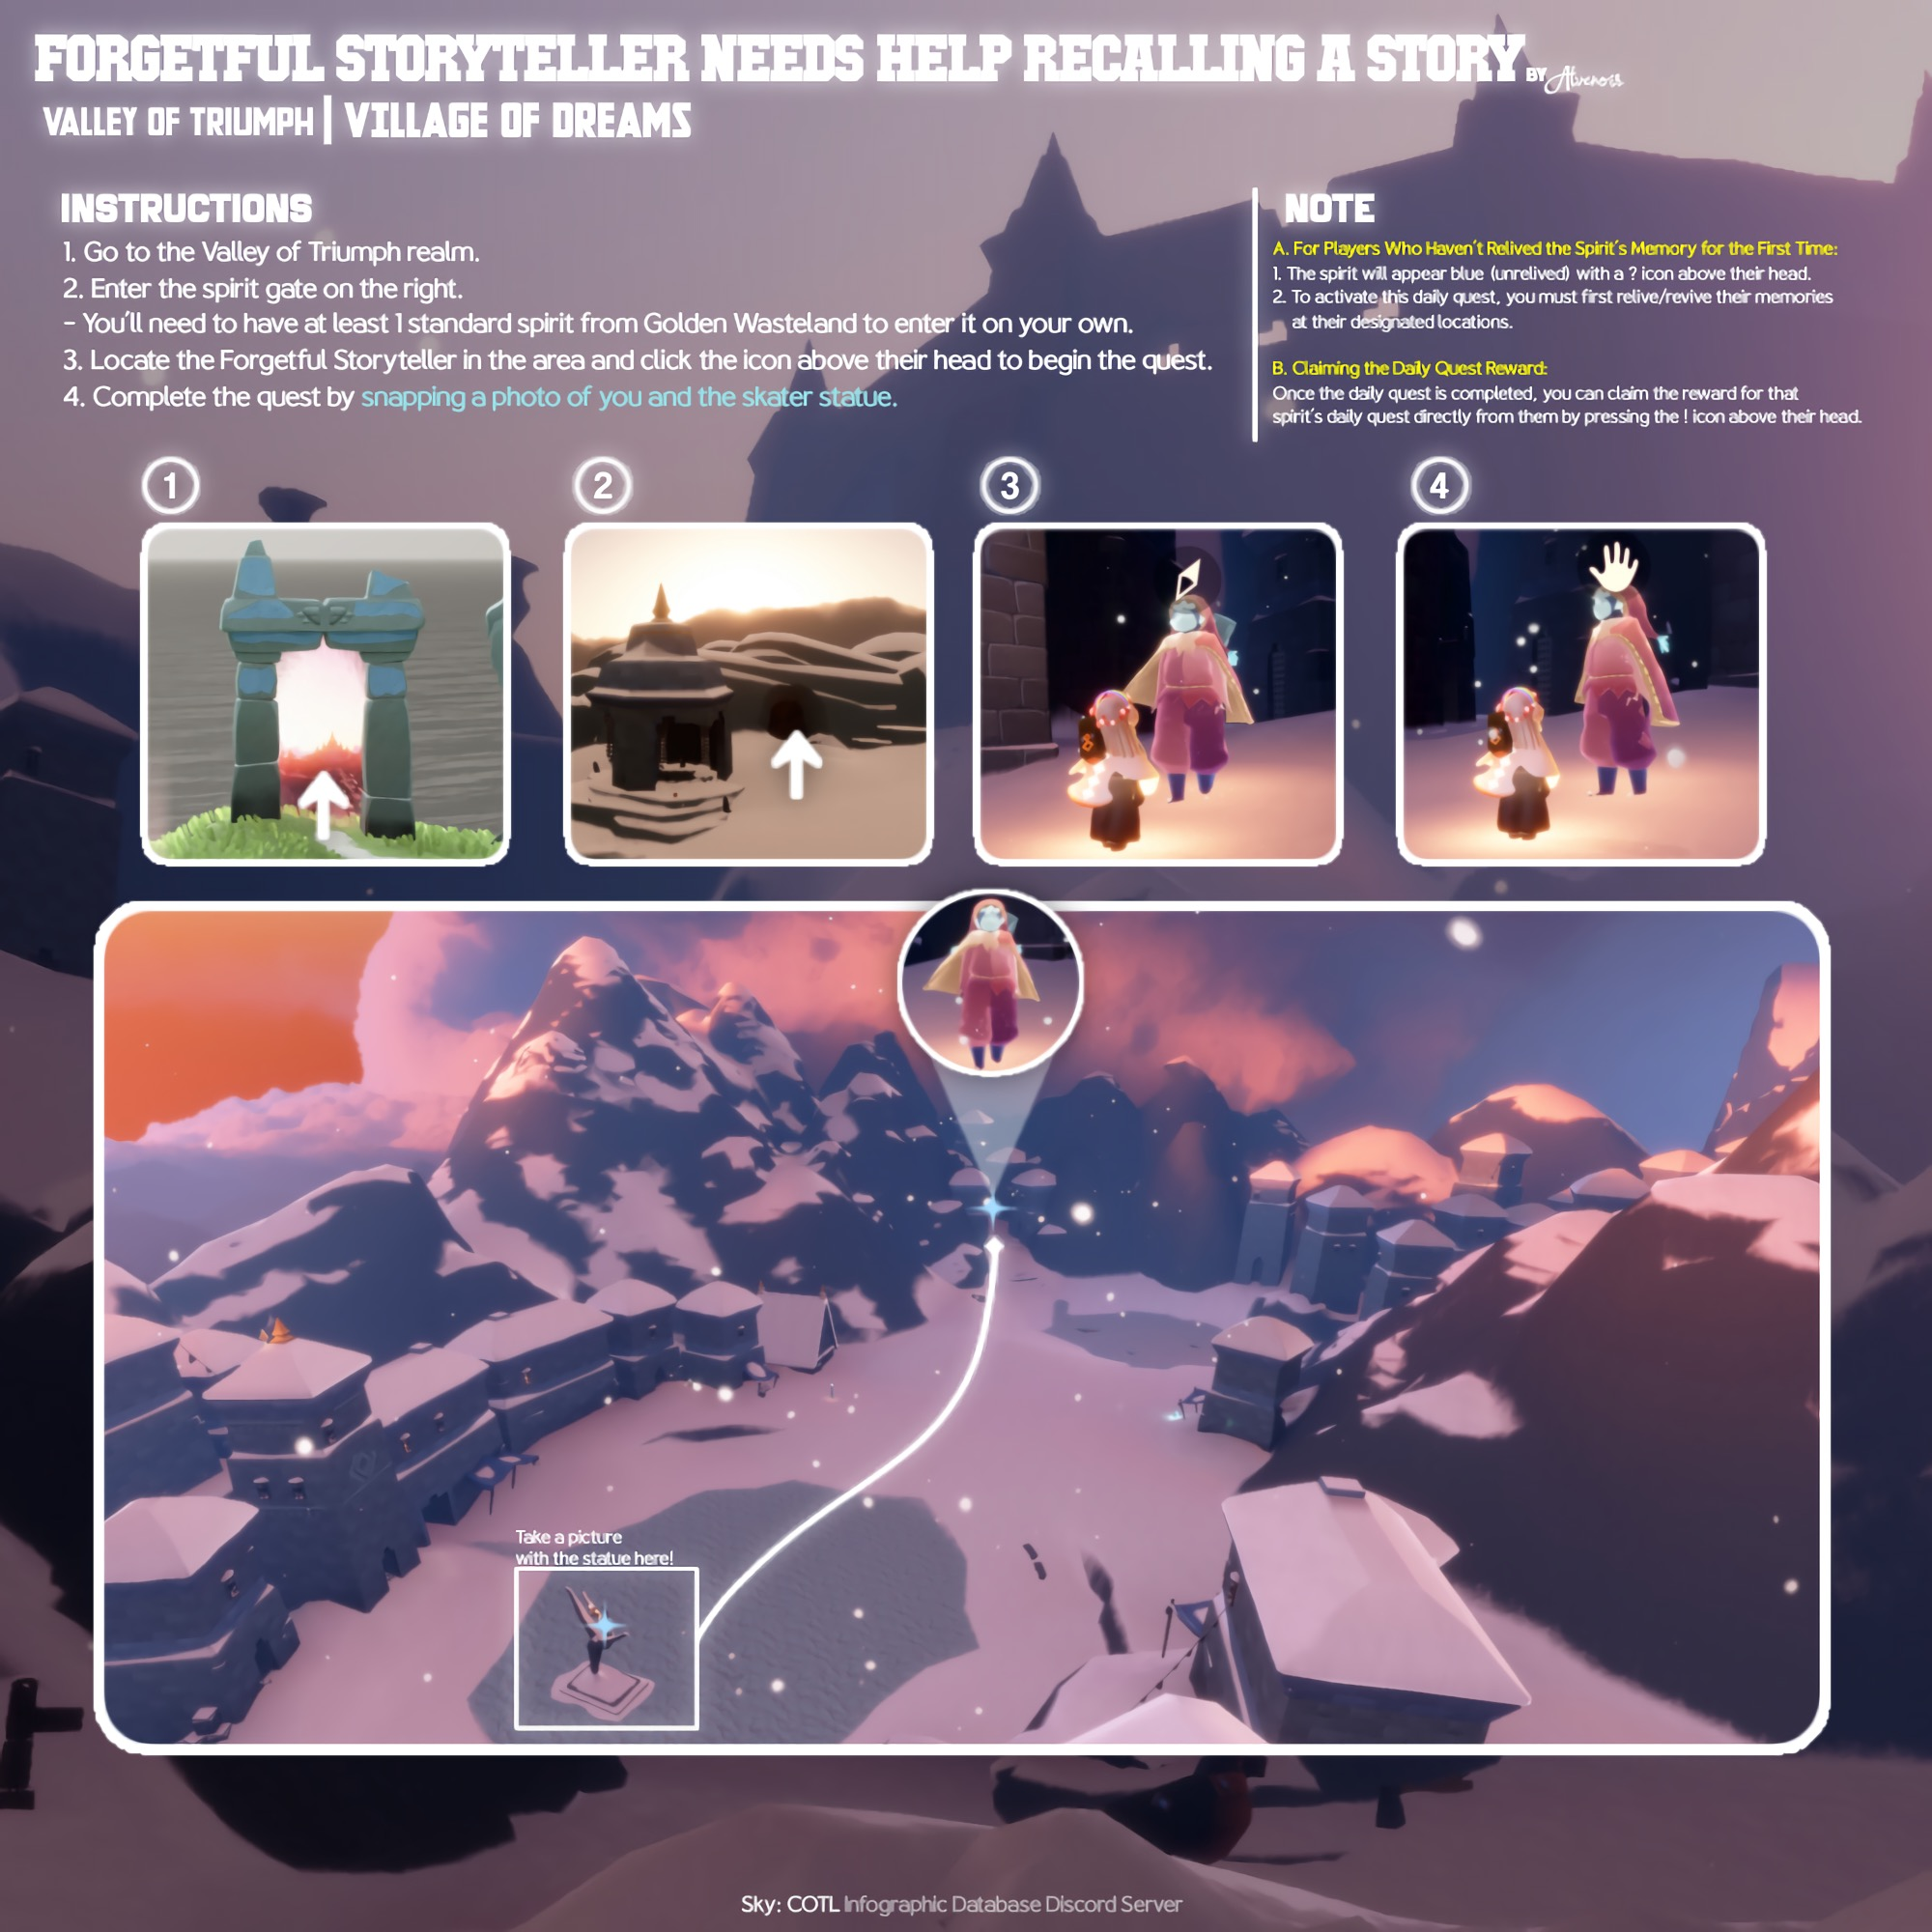 FORGETFUL STORYTELLER NEEDS HELP RECALLING A STORY BY Alvenois
VALLEY OF TRIUMPH | VILLAGE OF DREAMS
INSTRUCTIONS
1. Go to the Valley of Triumph realm.
2. Enter the spirit gate on the right.
- You'll need to have at least 1 standard spirit from Golden Wasteland to enter it on your own.
3. Locate the Forgetful Storyteller in the area and click the icon above their head to begin the quest.
4. Complete the quest by snapping a photo of you and the skater statue.
NOTE
A. For Players Who Haven't Relived the Spirit's Memory for the First Time:
1. The spirit will appear blue (unrelived) with a ? icon above their head.
2. To activate this daily quest, you must first relive/revive their memories
at their designated locations.
B. Claiming the Daily Quest Reward:
Once the daily quest is completed, you can claim the reward for that
spirit's daily quest directly from them by pressing the ! icon above their head.
1
2
3
4
Take a picture
with the statue here!
Sky: COTL Infographic Database Discord Server